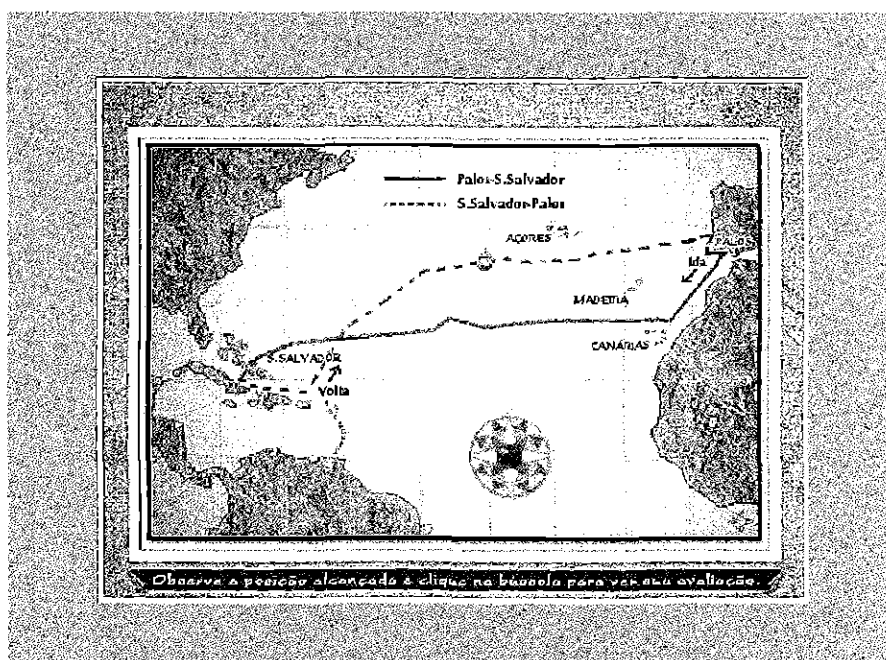 Palos-S.Salvador
S.Salvador-Palos
AÇORES
PALOS
Ida
MADEIRA
CANÁRIAS
S.SALVADOR
Volta
Observe a posição alcançada e clique na bússola para ver sua avaliação.